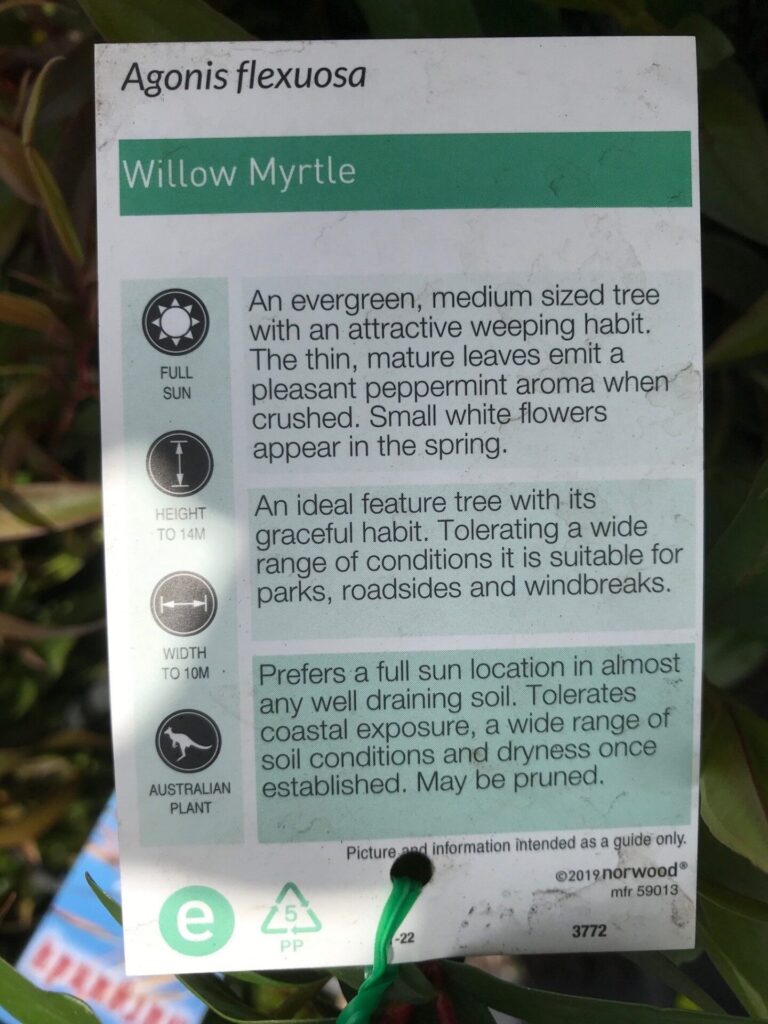 Agonis flexuosa
Willow Myrtle
FULL
SUN
HEIGHT
TO 14M
WIDTH
TO 10M
AUSTRALIAN
PLANT
An evergreen, medium sized tree
with an attractive weeping habit.
The thin, mature leaves emit a
pleasant peppermint aroma when
crushed. Small white flowers
appear in the spring.
An ideal feature tree with its
graceful habit. Tolerating a wide
range of conditions it is suitable for
parks, roadsides and windbreaks.
Prefers a full sun location in almost
any well draining soil. Tolerates
coastal exposure, a wide range of
soil conditions and dryness once
established. May be pruned.
Picture and information intended as a guide only.
©2019 norwood®
mfr 59013
e
5
PP
-22
3772